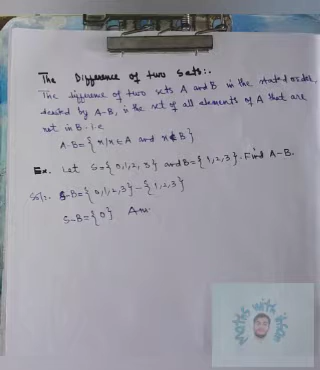 The Difference of two Sets:.
The difference of two sets A and B in the stated order,
denoted by A-B, is the set of all elements of A that are
not in B. i.e
A-B={x/x∈A and x∉B}
Ex. Let S={0,1,2,3} and B={1,2,3}. Find A-B.
Sol:. S-B={0,1,2,3}-{1,2,3}
S-B={0} Ans.
Maths with